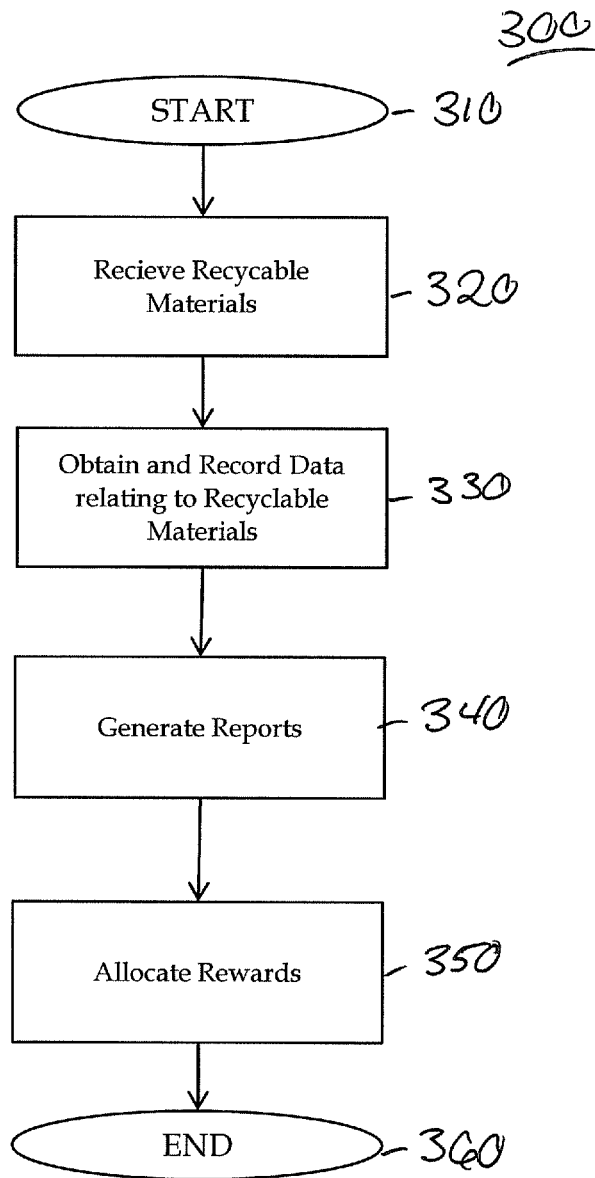 300
START
310
Recieve Recycable
Materials
320
Obtain and Record Data
relating to Recyclable
Materials
330
Generate Reports
340
Allocate Rewards
350
END
360